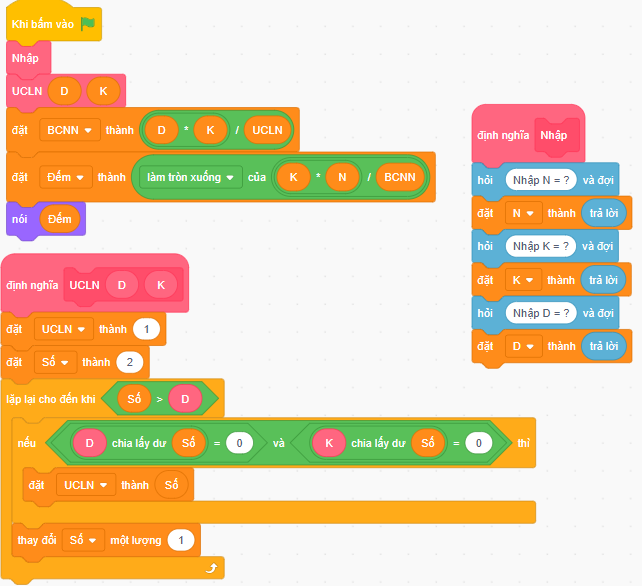 Khi bấm vào
Nhập
UCLN D K
đặt BCNN thành D * K / UCLN
đặt Đếm thành làm tròn xuống của K * N / BCNN
nói Đếm
định nghĩa UCLN D K
đặt UCLN thành 1
đặt Số thành 2
lặp lại cho đến khi Số > D
nếu D chia lấy dư Số = 0 và K chia lấy dư Số = 0 thì
đặt UCLN thành Số
thay đổi Số một lượng 1
định nghĩa Nhập
hỏi Nhập N = ? và đợi
đặt N thành trả lời
hỏi Nhập K = ? và đợi
đặt K thành trả lời
hỏi Nhập D = ? và đợi
đặt D thành trả lời